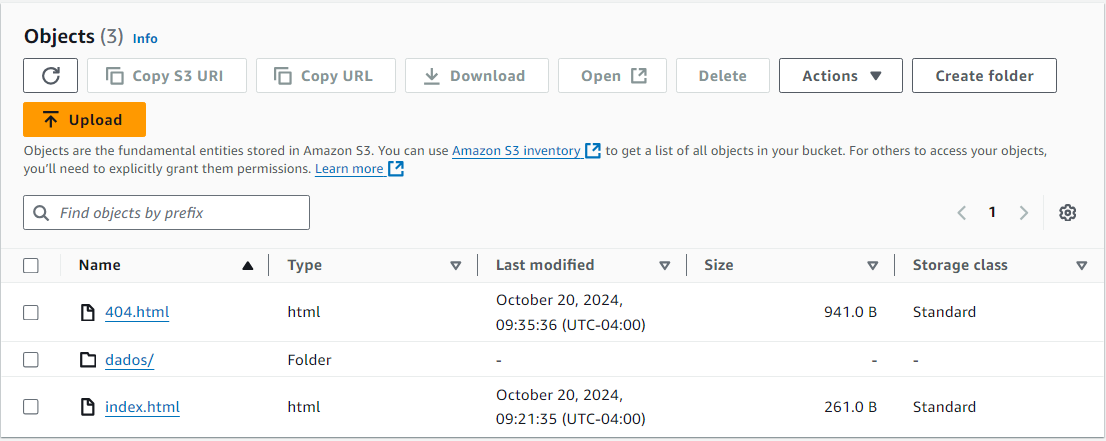 Objects (3) Info
Copy S3 URI Copy URL Download Open Delete Actions Create folder
Upload
Objects are the fundamental entities stored in Amazon S3. You can use Amazon S3 inventory to get a list of all objects in your bucket. For others to access your objects,
you'll need to explicitly grant them permissions. Learn more
Find objects by prefix 1
Name Type Last modified Size Storage class
404.html html October 20, 2024, 09:35:36 (UTC-04:00) 941.0 B Standard
dados/ Folder - - -
index.html html October 20, 2024, 09:21:35 (UTC-04:00) 261.0 B Standard